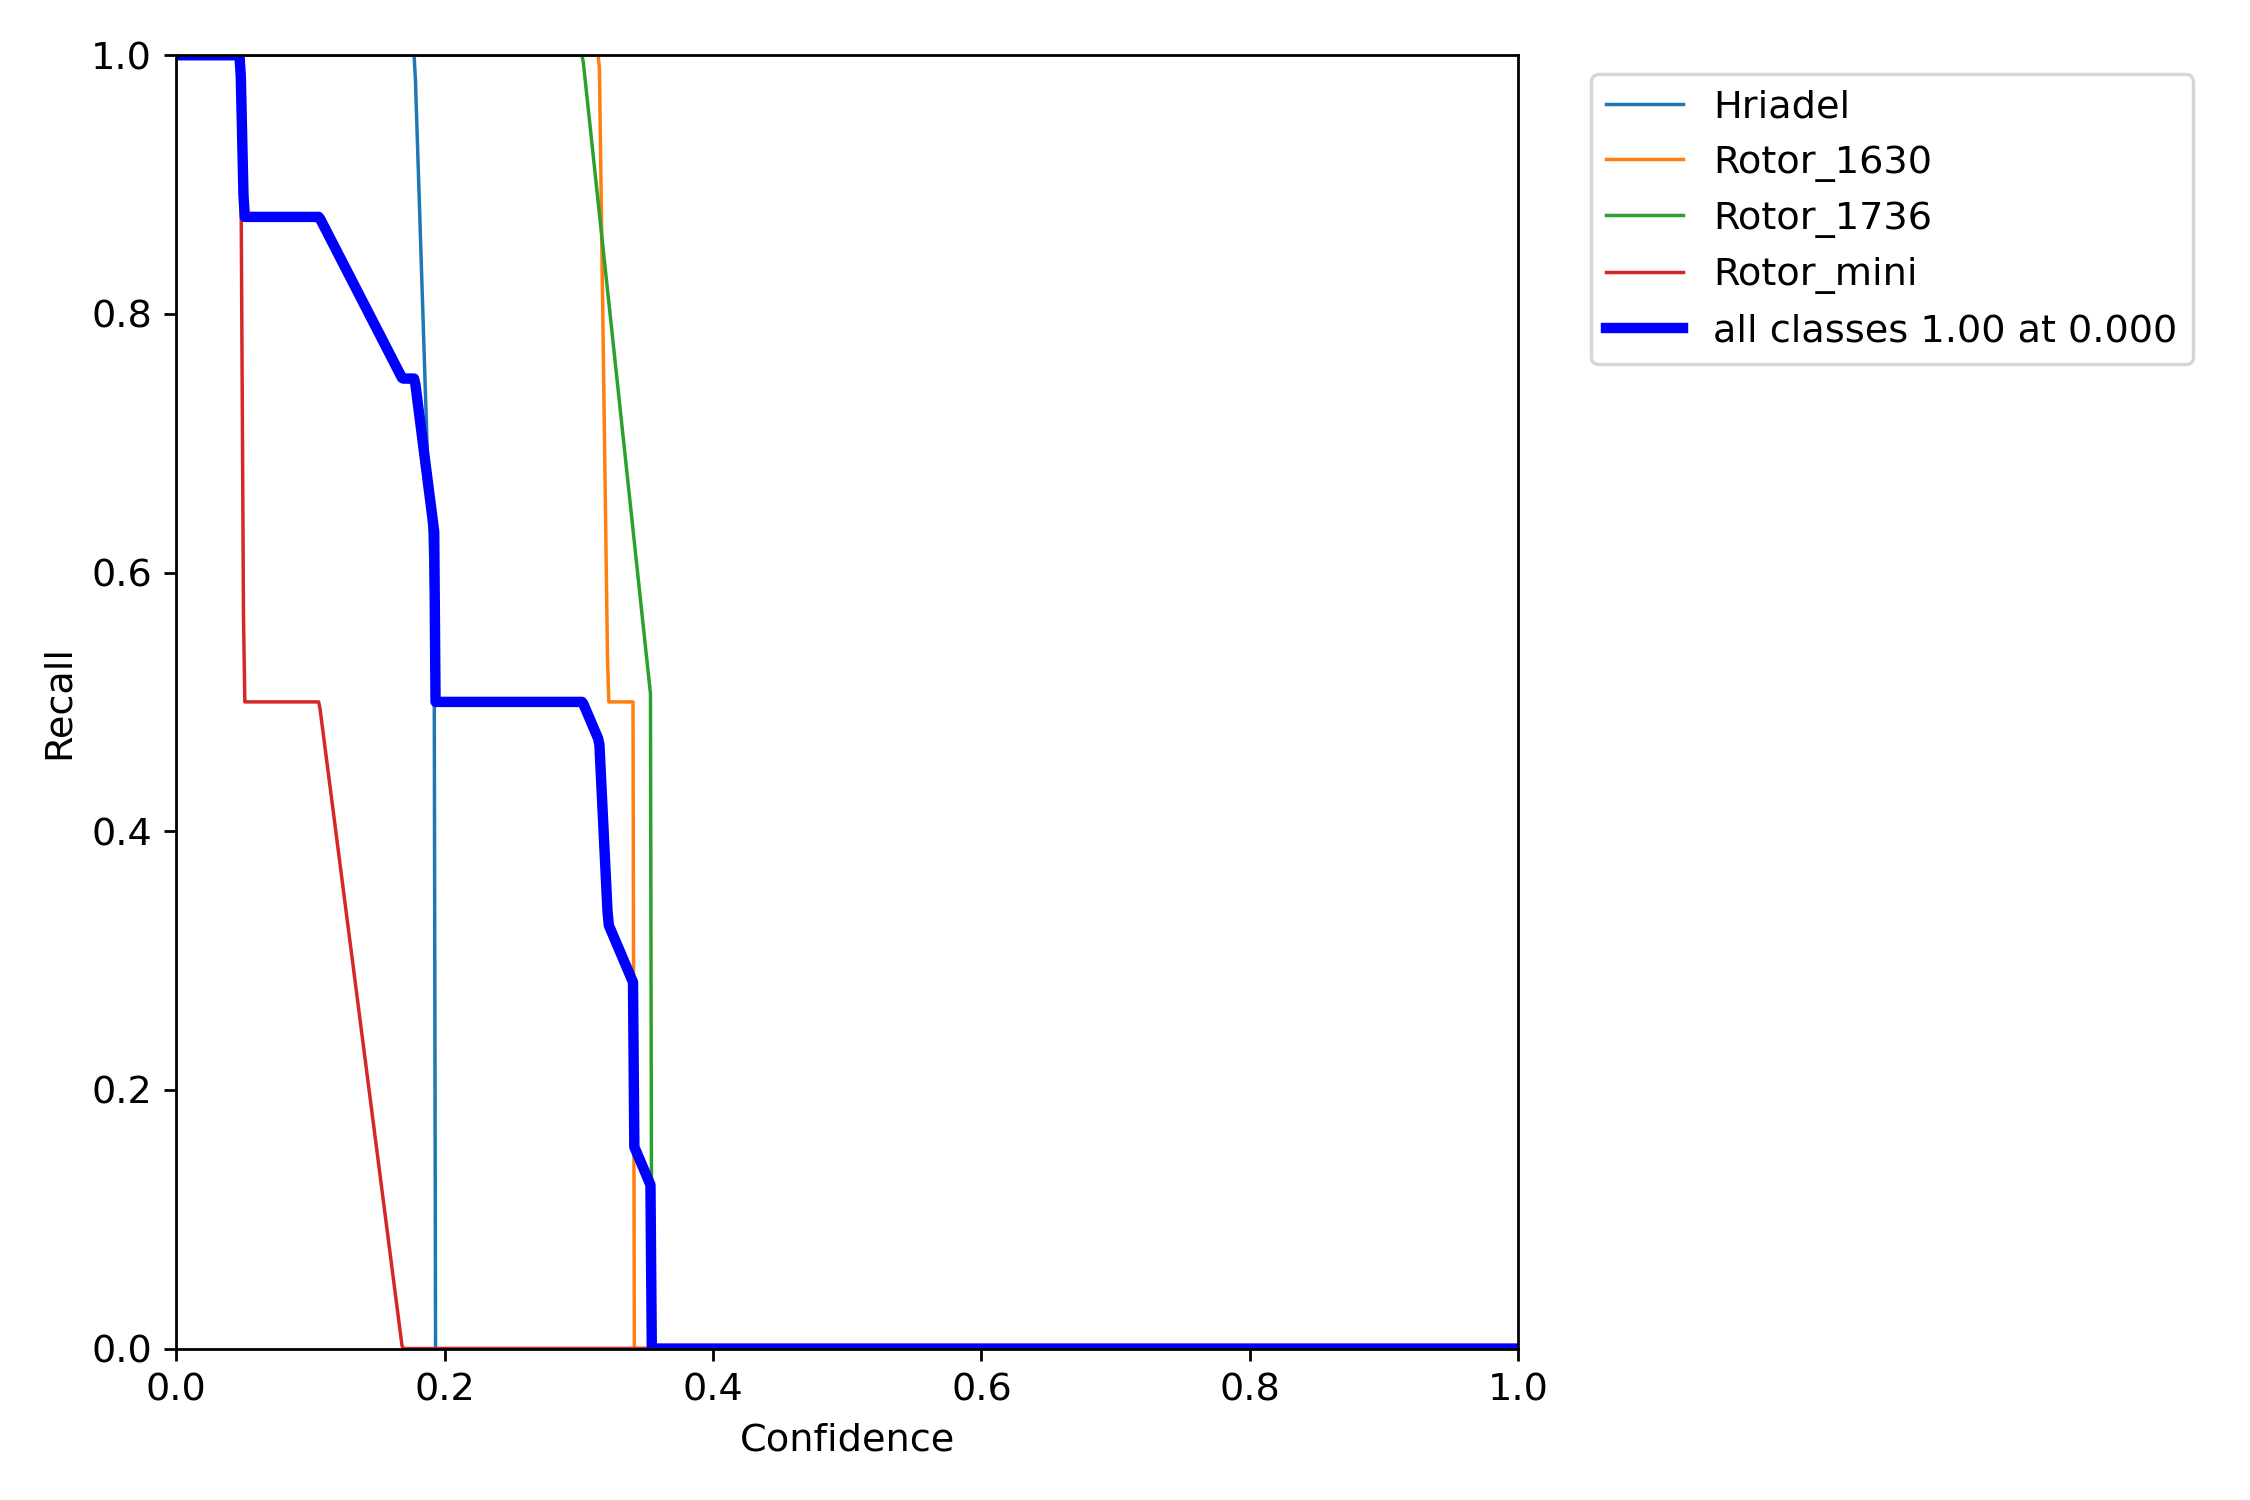 1.0
0.8
0.6
0.4
0.2
0.0
Recall
0.0 0.2 0.4 0.6 0.8 1.0
Confidence
Hriadel
Rotor_1630
Rotor_1736
Rotor_mini
all classes 1.00 at 0.000